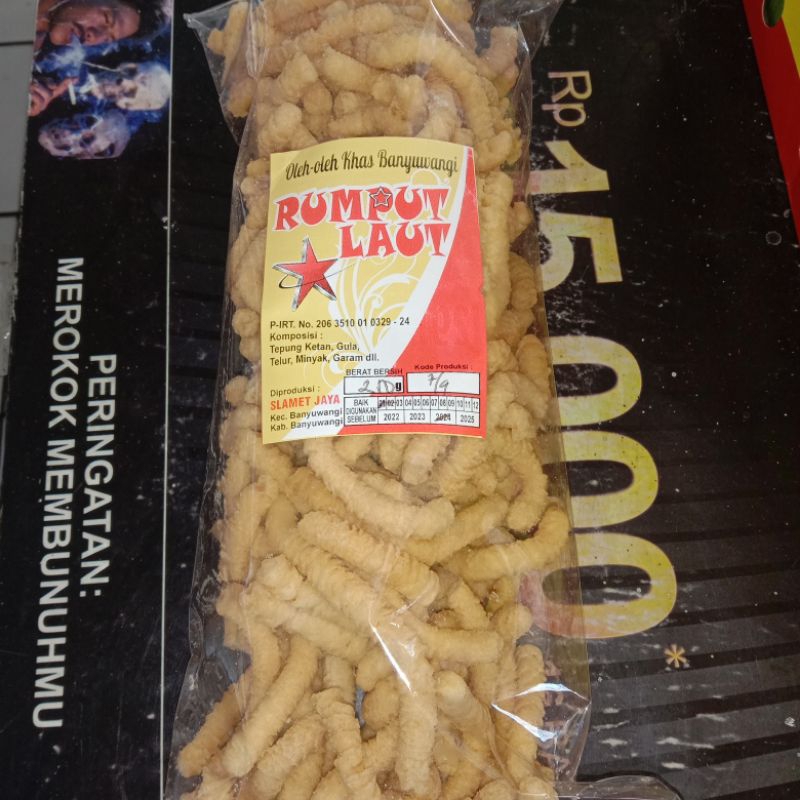 Oleh-oleh Khas Banyuwangi
RUMPUT
LAUT
P-IRT. No. 206 3510 01 0329 - 24
Komposisi :
Tepung Ketan, Gula,
Telur, Minyak, Garam dll.
BERAT BERSIH
Kode Produksi :
200g
7/9
Diproduksi :
SLAMET JAYA
Kec. Banyuwangi
Kab. Banyuwangi
BAIK
DIGUNAKAN
SEBELUM
01 02 03 04 05 06 07 08 09 10 11 12
2022 2023 2024 2025
PERINGATAN:
MEROKOK MEMBUNUHMU
Rp
15.000
*